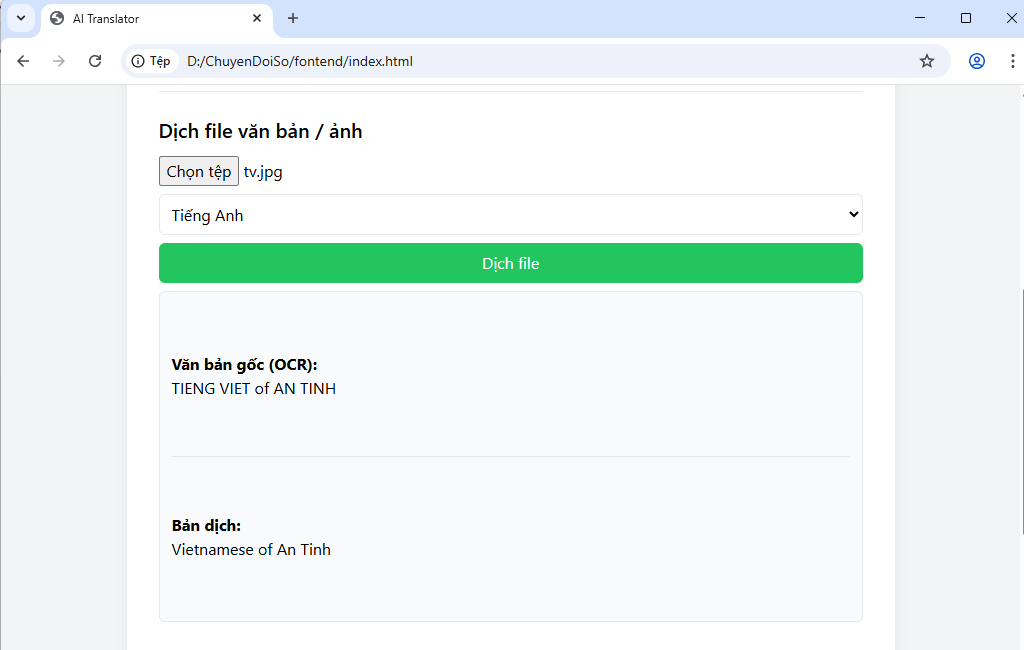 AI Translator
Tệp D:/ChuyenDoiSo/fontend/index.html
Dịch file văn bản / ảnh
Chọn tệp tv.jpg
Tiếng Anh
Dịch file
Văn bản gốc (OCR):
TIENG VIET of AN TINH
Bản dịch:
Vietnamese of An Tinh